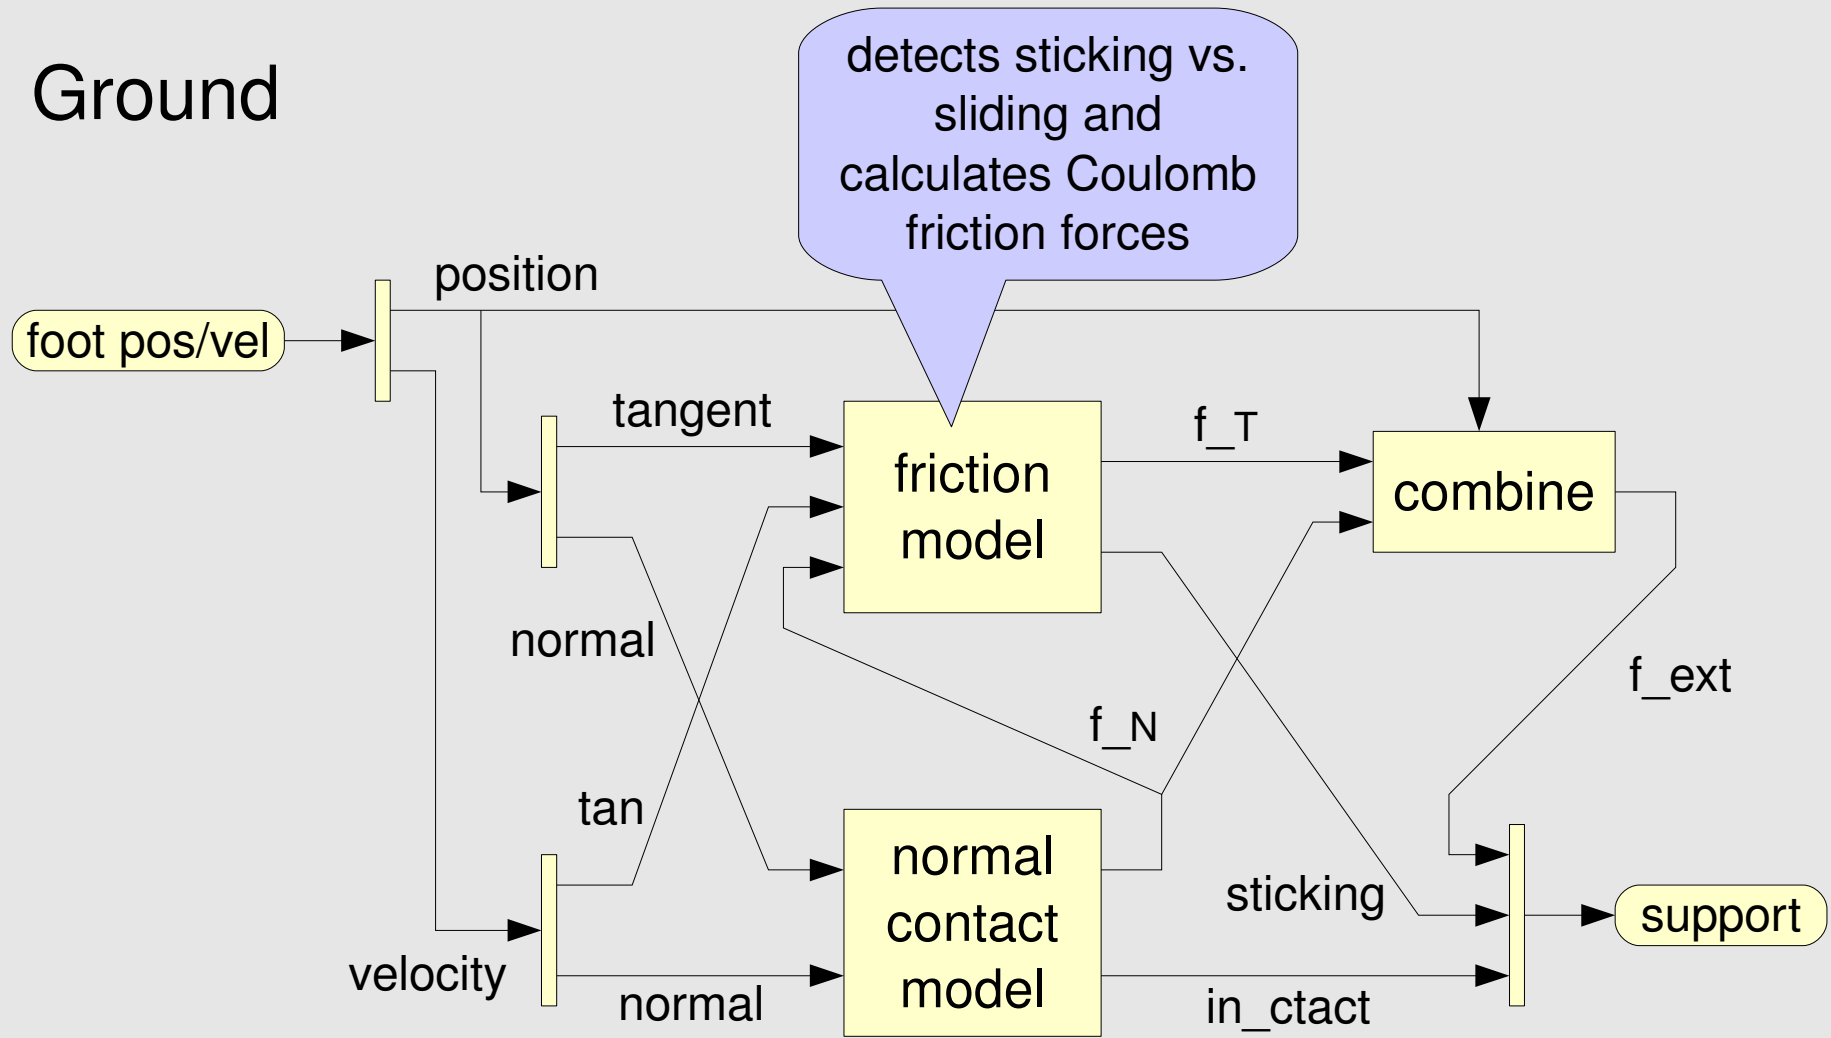 Ground
detects sticking vs.
sliding and
calculates Coulomb
friction forces
position
foot pos/vel
tangent
f_T
friction
model
combine
normal
f_N
f_ext
tan
normal
contact
model
sticking
support
velocity
normal
in_ctact